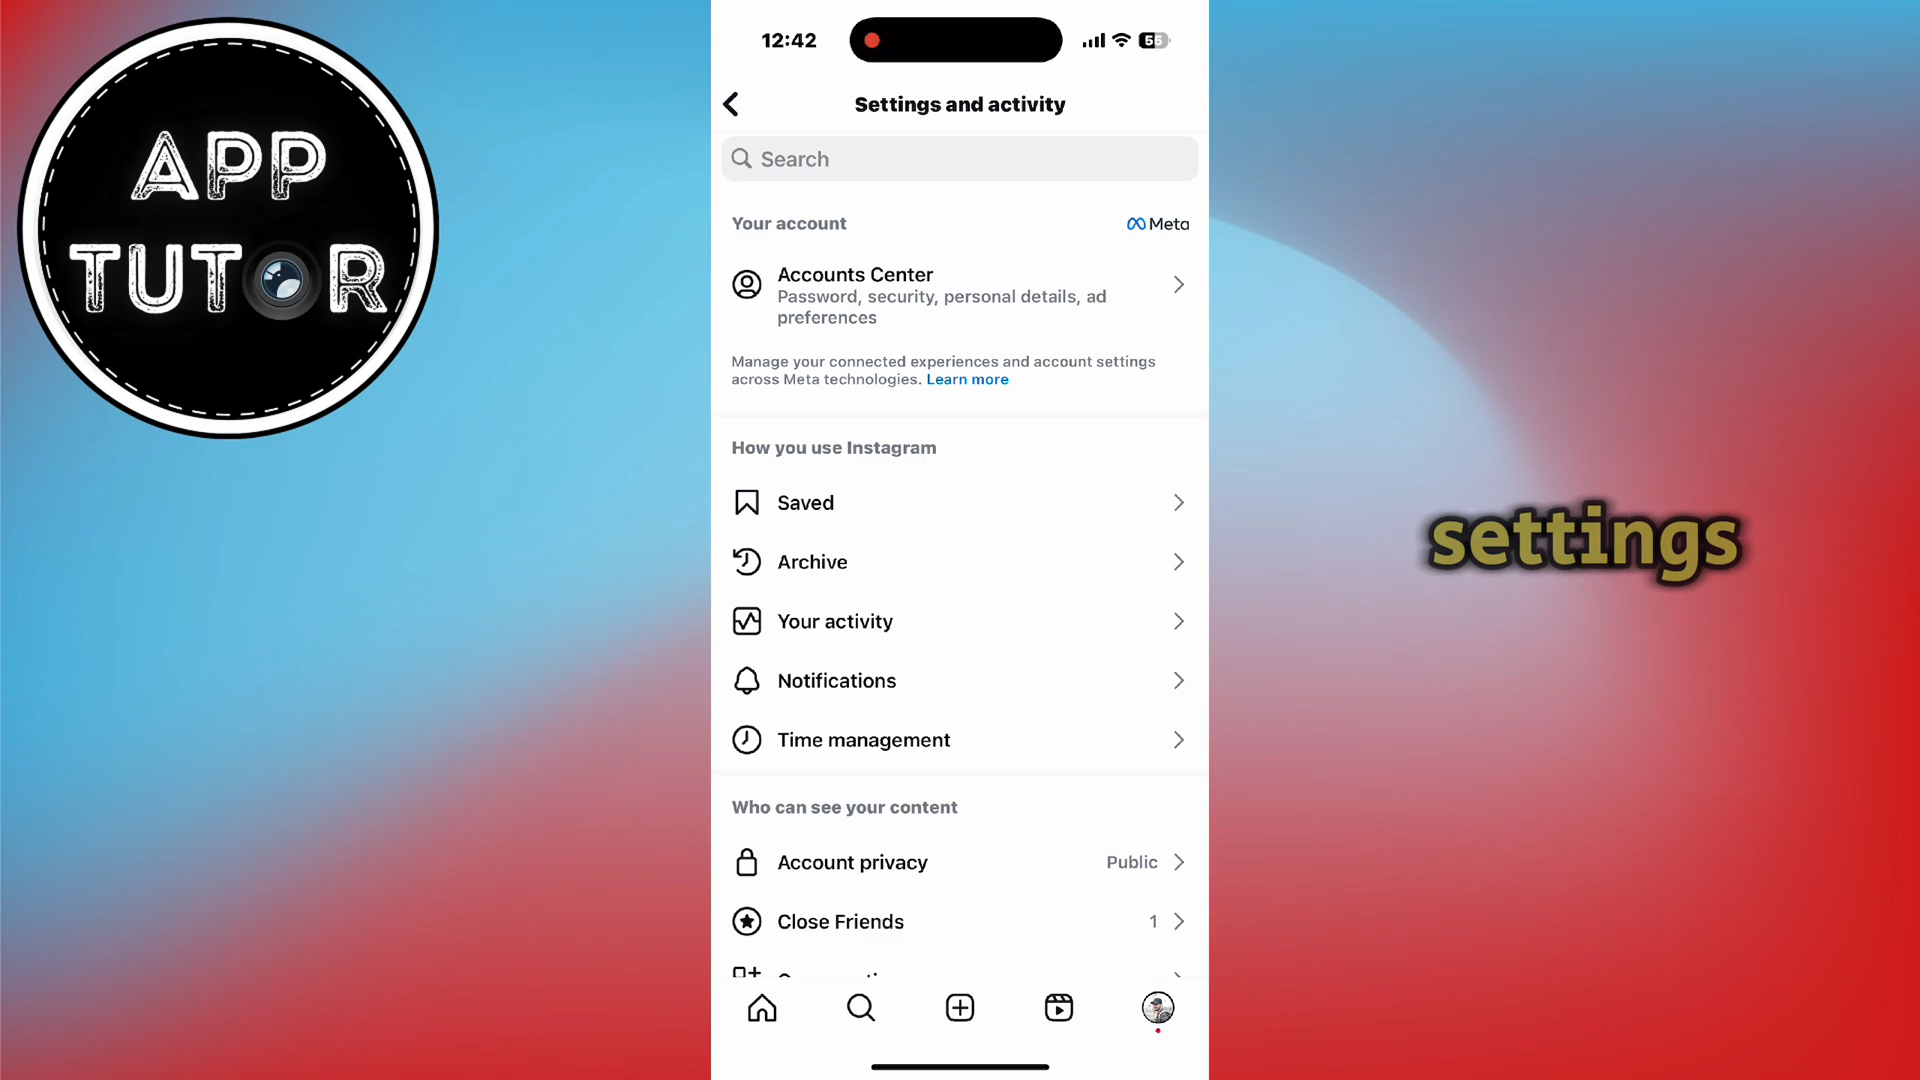 APP
TUTOR
12:42
55
Settings and activity
Search
Your account
Meta
Accounts Center
Password, security, personal details, ad
preferences
Manage your connected experiences and account settings
across Meta technologies. Learn more
How you use Instagram
Saved
Archive
Your activity
Notifications
Time management
Who can see your content
Account privacy
Public
Close Friends
1
settings